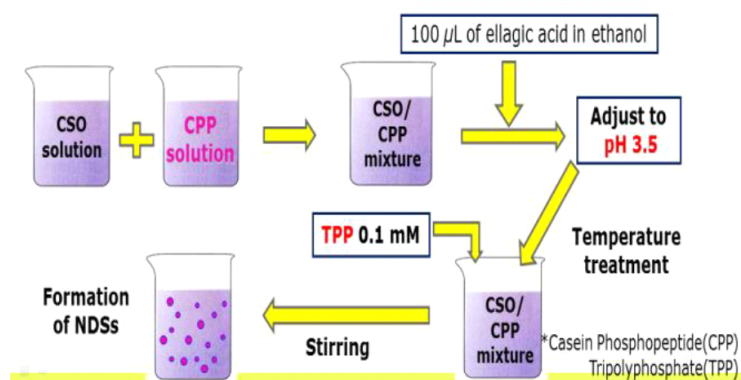 100 µL of ellagic acid in ethanol
CSO
solution
CPP
solution
CSO/
CPP
mixture
Adjust to
pH 3.5
TPP 0.1 mM
Temperature
treatment
Formation
of NDSs
Stirring
CSO/
CPP
mixture
*Casein Phosphopeptide(CPP)
Tripolyphosphate(TPP)